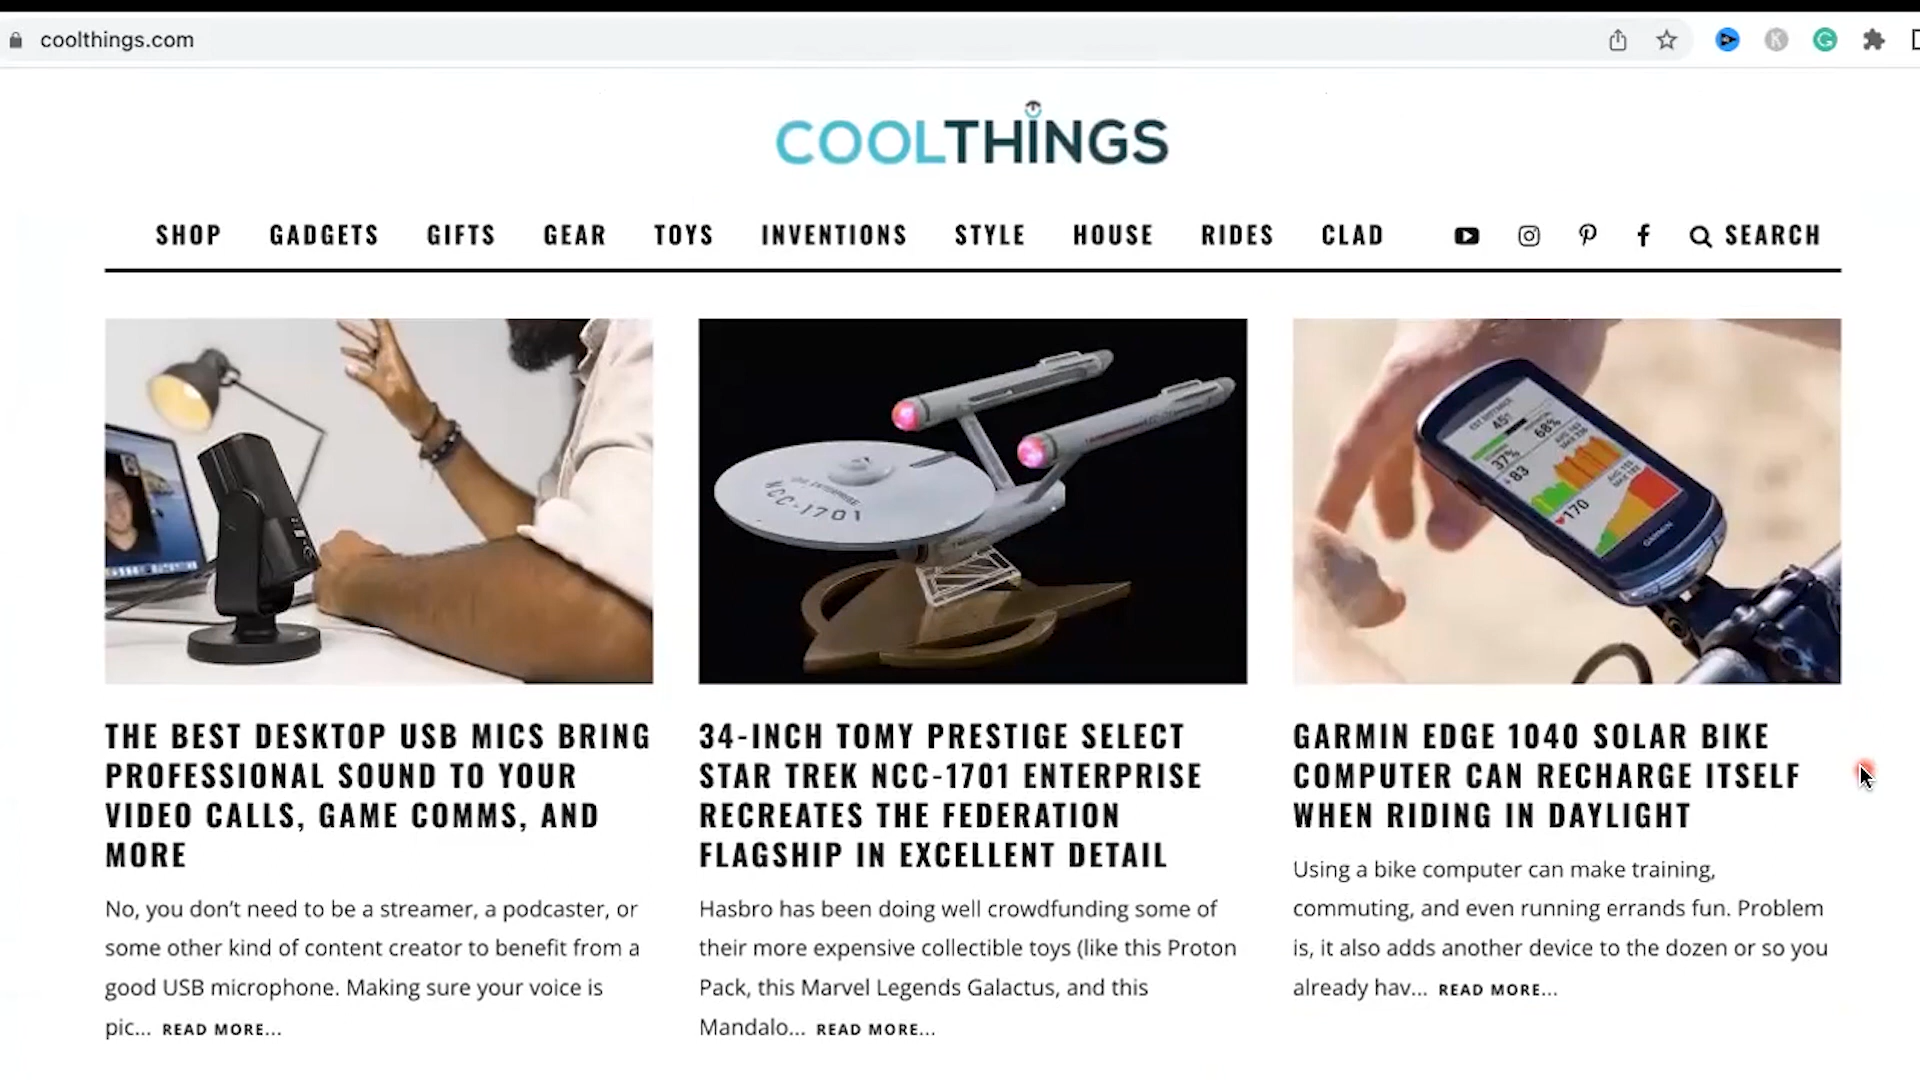 coolthings.com
COOLTHINGS
SHOP GADGETS GIFTS GEAR TOYS INVENTIONS STYLE HOUSE RIDES CLAD SEARCH
NCC-1701
45
68%
37%
83
170
GARMIN
THE BEST DESKTOP USB MICS BRING
PROFESSIONAL SOUND TO YOUR
VIDEO CALLS, GAME COMMS, AND
MORE
No, you don't need to be a streamer, a podcaster, or
some other kind of content creator to benefit from a
good USB microphone. Making sure your voice is
pic... READ MORE...
34-INCH TOMY PRESTIGE SELECT
STAR TREK NCC-1701 ENTERPRISE
RECREATES THE FEDERATION
FLAGSHIP IN EXCELLENT DETAIL
Hasbro has been doing well crowdfunding some of
their more expensive collectible toys (like this Proton
Pack, this Marvel Legends Galactus, and this
Mandalo... READ MORE...
GARMIN EDGE 1040 SOLAR BIKE
COMPUTER CAN RECHARGE ITSELF
WHEN RIDING IN DAYLIGHT
Using a bike computer can make training,
commuting, and even running errands fun. Problem
is, it also adds another device to the dozen or so you
already hav... READ MORE...